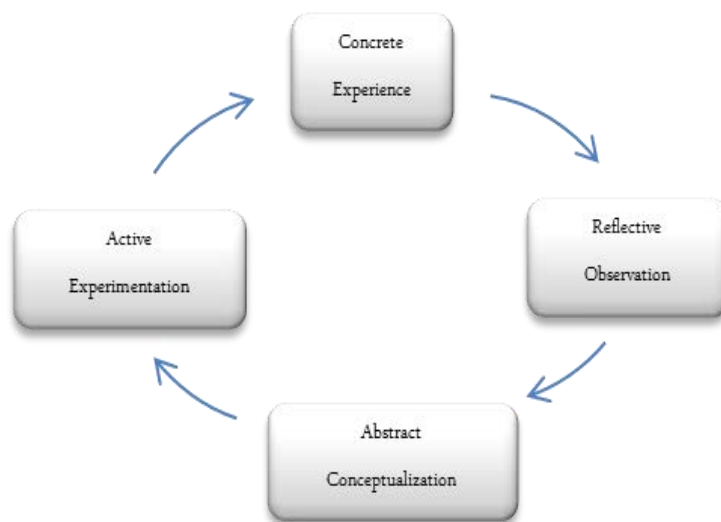 Concrete
Experience
Reflective
Observation
Abstract
Conceptualization
Active
Experimentation